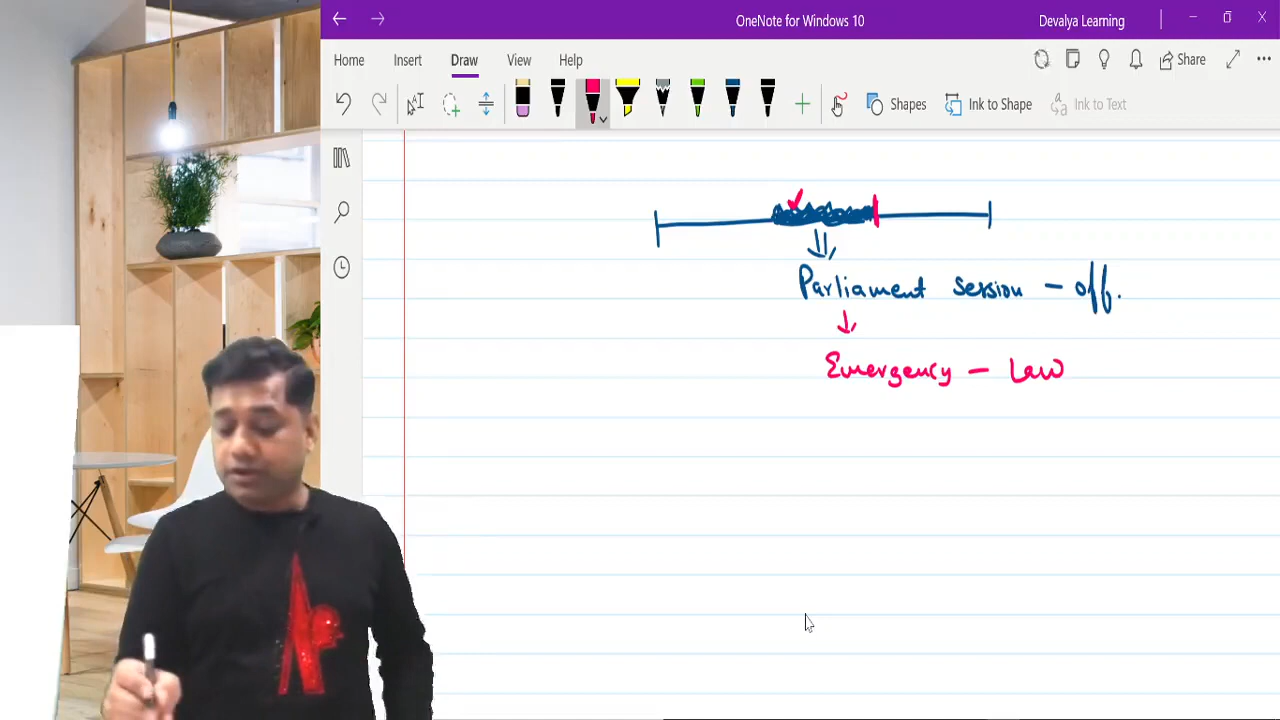 OneNote for Windows 10
Devalya Learning
Home Insert Draw View Help
Share
Shapes Ink to Shape Ink to Text
Parliament session - off.
Emergency - Law